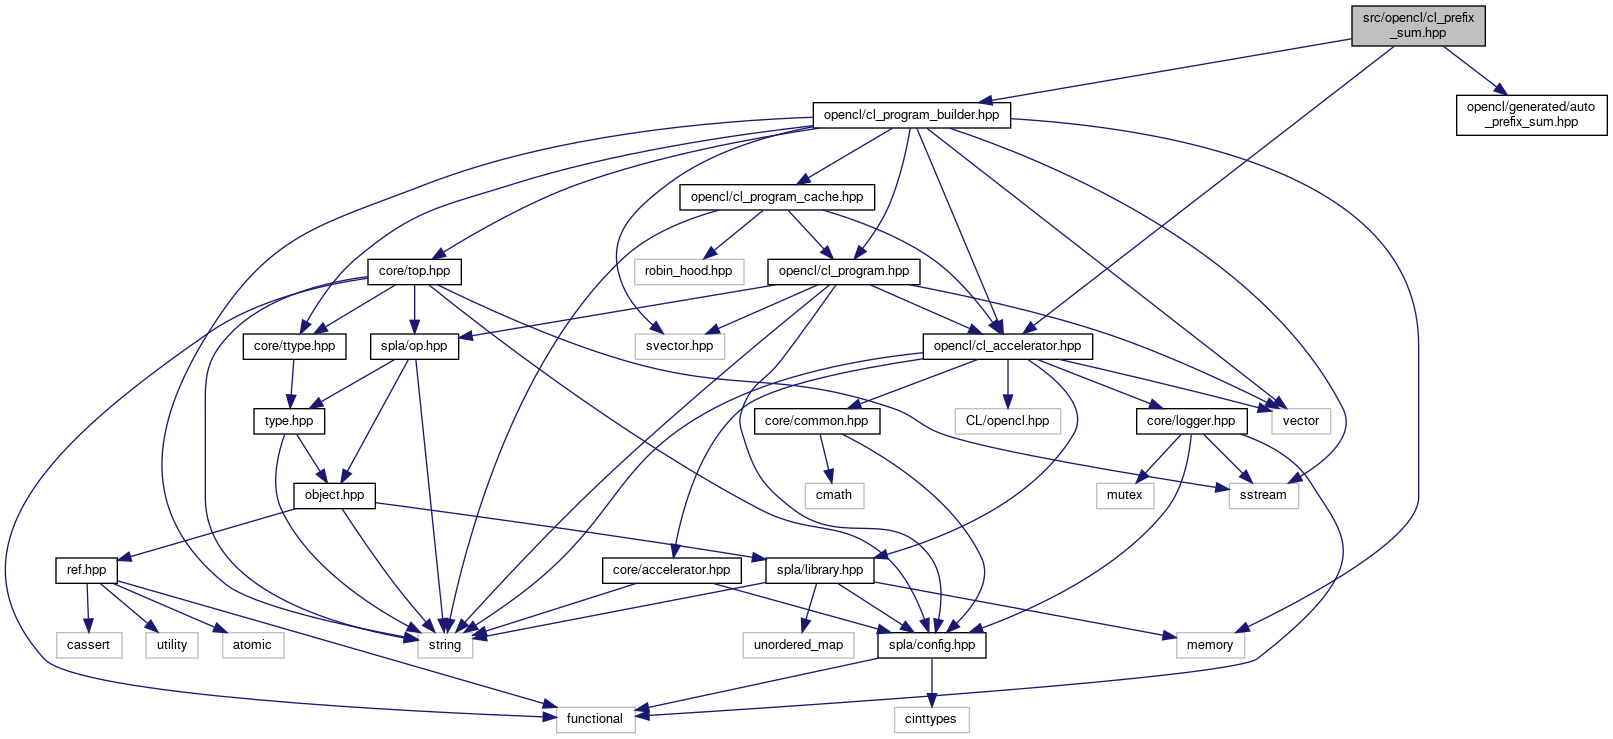 src/opencl/cl_prefix
_sum.hpp
opencl/cl_program_builder.hpp
opencl/generated/auto
_prefix_sum.hpp
opencl/cl_program_cache.hpp
core/top.hpp
robin_hood.hpp
opencl/cl_program.hpp
core/ttype.hpp
spla/op.hpp
svector.hpp
opencl/cl_accelerator.hpp
type.hpp
core/common.hpp
CL/opencl.hpp
core/logger.hpp
vector
object.hpp
cmath
mutex
sstream
ref.hpp
core/accelerator.hpp
spla/library.hpp
cassert
utility
atomic
string
unordered_map
spla/config.hpp
memory
functional
cinttypes